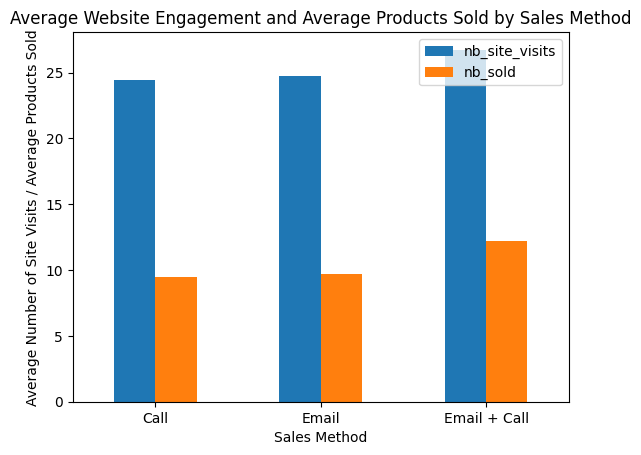 Average Website Engagement and Average Products Sold by Sales Method
nb_site_visits
nb_sold
Average Number of Site Visits / Average Products Sold
25
20
15
10
5
0
Call
Email
Email + Call
Sales Method